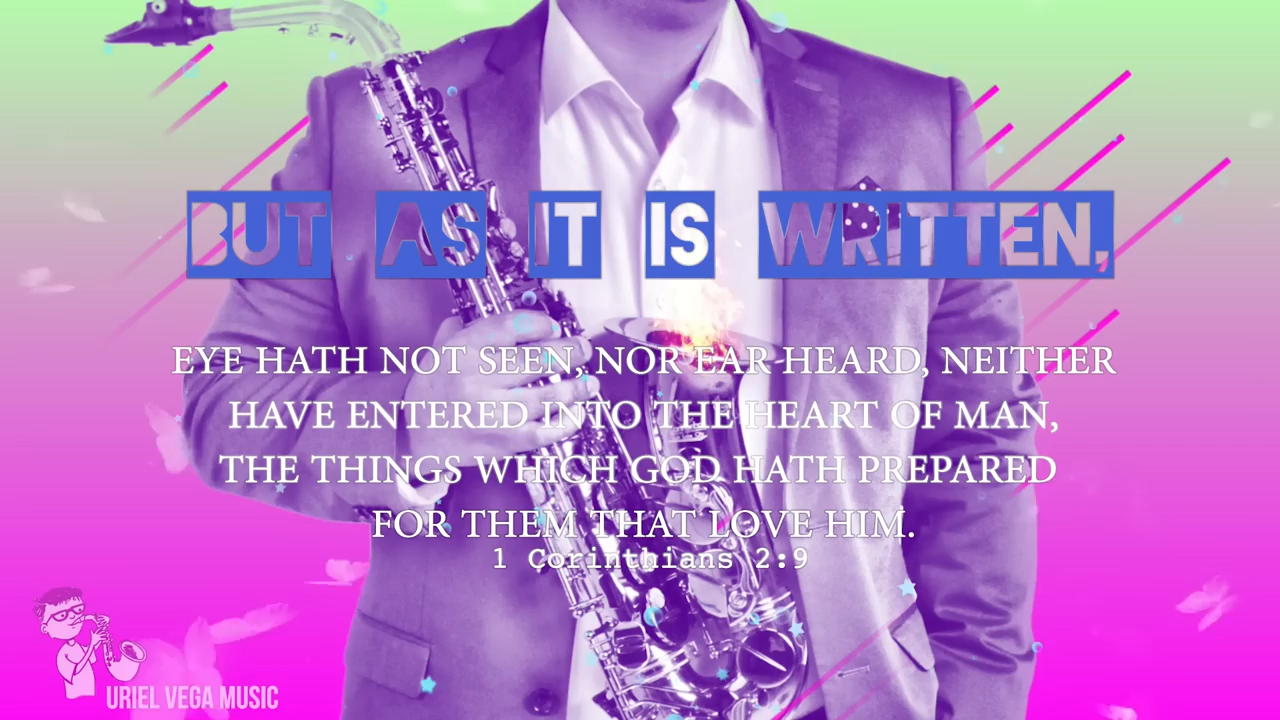 BUT AS IT IS WRITTEN,
EYE HATH NOT SEEN, NOR EAR HEARD, NEITHER
HAVE ENTERED INTO THE HEART OF MAN,
THE THINGS WHICH GOD HATH PREPARED
FOR THEM THAT LOVE HIM.
1 Corinthians 2:9
URIEL VEGA MUSIC